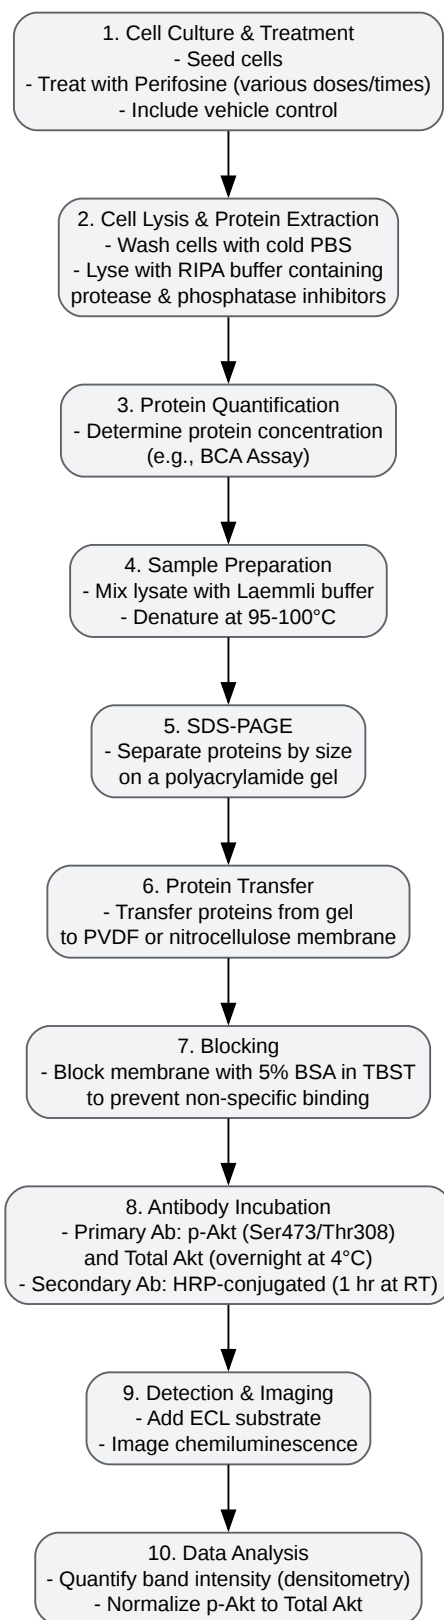 1. Cell Culture & Treatment
- Seed cells
- Treat with Perifosine (various doses/times)
- Include vehicle control
2. Cell Lysis & Protein Extraction
- Wash cells with cold PBS
- Lyse with RIPA buffer containing
protease & phosphatase inhibitors
3. Protein Quantification
- Determine protein concentration
(e.g., BCA Assay)
4. Sample Preparation
- Mix lysate with Laemmli buffer
- Denature at 95-100°C
5. SDS-PAGE
- Separate proteins by size
on a polyacrylamide gel
6. Protein Transfer
- Transfer proteins from gel
to PVDF or nitrocellulose membrane
7. Blocking
- Block membrane with 5% BSA in TBST
to prevent non-specific binding
8. Antibody Incubation
- Primary Ab: p-Akt (Ser473/Thr308)
and Total Akt (overnight at 4°C)
- Secondary Ab: HRP-conjugated (1 hr at RT)
9. Detection & Imaging
- Add ECL substrate
- Image chemiluminescence
10. Data Analysis
- Quantify band intensity (densitometry)
- Normalize p-Akt to Total Akt